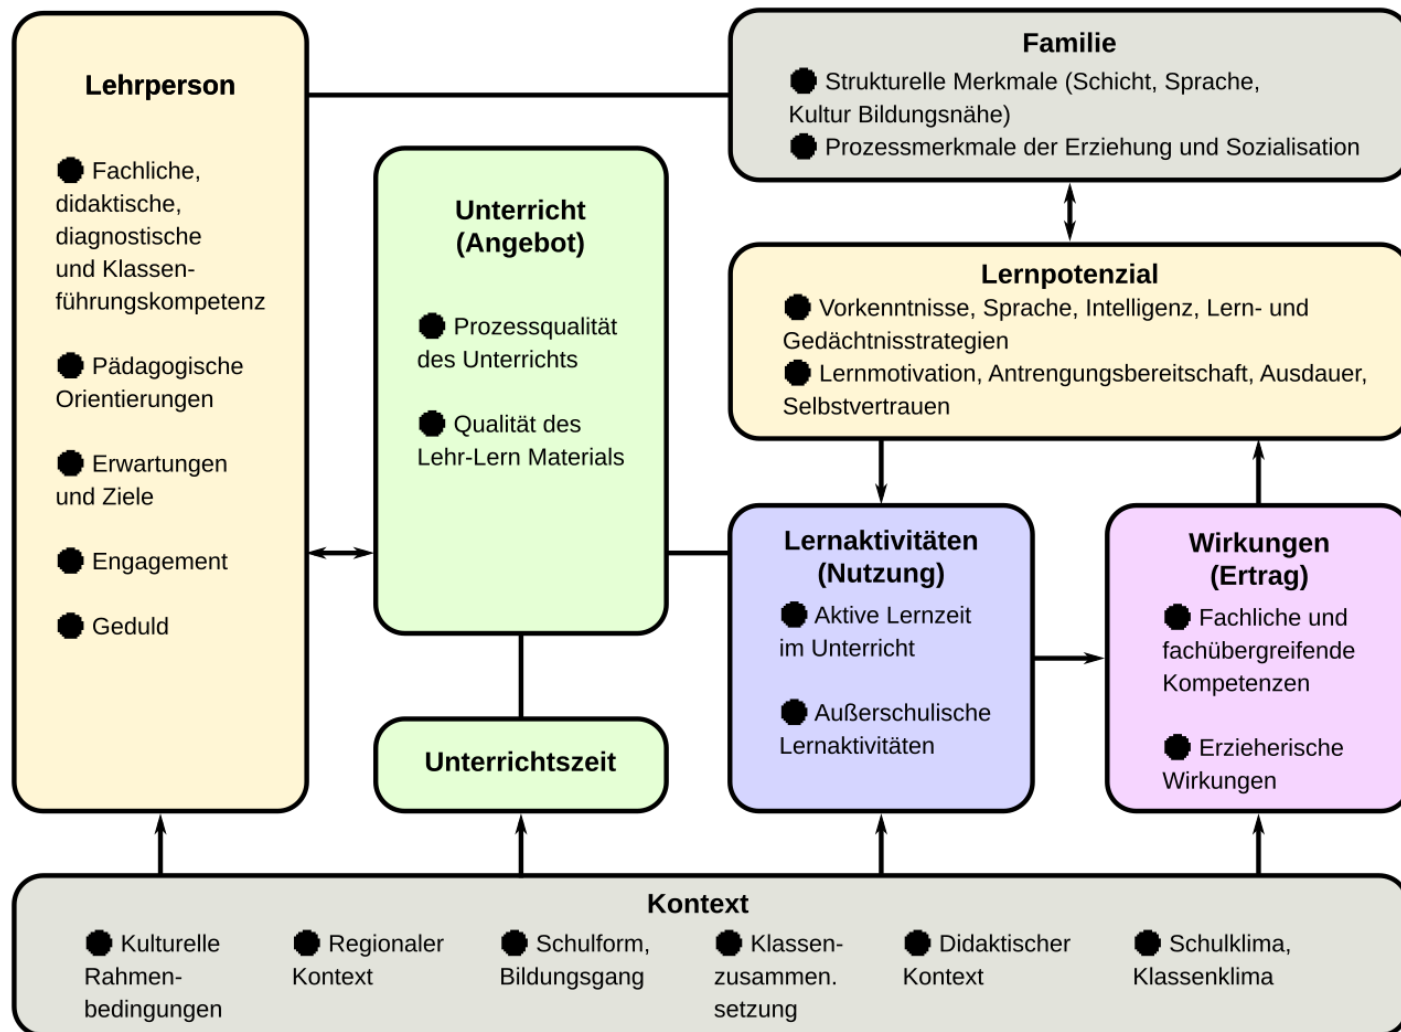 Lehrperson
● Fachliche,
didaktische,
diagnostische
und Klassen-
führungskompetenz
● Pädagogische
Orientierungen
● Erwartungen
und Ziele
● Engagement
● Geduld
Unterricht
(Angebot)
● Prozessqualität
des Unterrichts
● Qualität des
Lehr-Lern Materials
Unterrichtszeit
Familie
● Strukturelle Merkmale (Schicht, Sprache,
Kultur Bildungsnähe)
● Prozessmerkmale der Erziehung und Sozialisation
Lernpotenzial
● Vorkenntnisse, Sprache, Intelligenz, Lern- und
Gedächtnisstrategien
● Lernmotivation, Antrengungsbereitschaft, Ausdauer,
Selbstvertrauen
Lernaktivitäten
(Nutzung)
● Aktive Lernzeit
im Unterricht
● Außerschulische
Lernaktivitäten
Wirkungen
(Ertrag)
● Fachliche und
fachübergreifende
Kompetenzen
● Erzieherische
Wirkungen
Kontext
● Kulturelle
Rahmen-
bedingungen
● Regionaler
Kontext
● Schulform,
Bildungsgang
● Klassen-
zusammen.
setzung
● Didaktischer
Kontext
● Schulklima,
Klassenklima